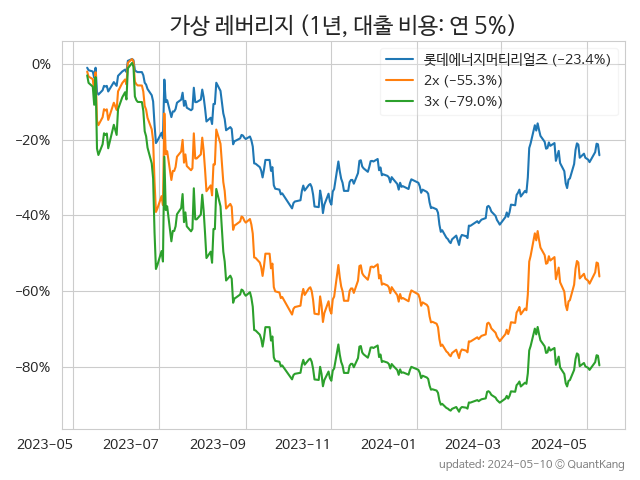 가상 레버리지 (1년, 대출 비용: 연 5%)
롯데에너지머티리얼즈 (−23.4%)
2x (−55.3%)
3x (−79.0%)
0%
−20%
−40%
−60%
−80%
2023-05 2023-07 2023-09 2023-11 2024-01 2024-03 2024-05
updated: 2024-05-10 © QuantKang